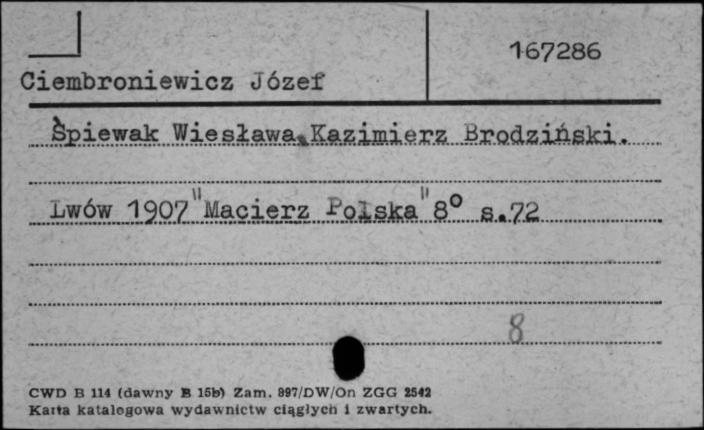 167286
Ciembroniewicz Józef
Śpiewak Wiesława, Kazimierz Brodziński.
Lwów 1907 "Macierz Polska" 8° s.72
8
CWD B 114 (dawny B 15b) Zam. 997/DW/On ZGG 2542
Karta katalogowa wydawnictw ciągłych i zwartych.